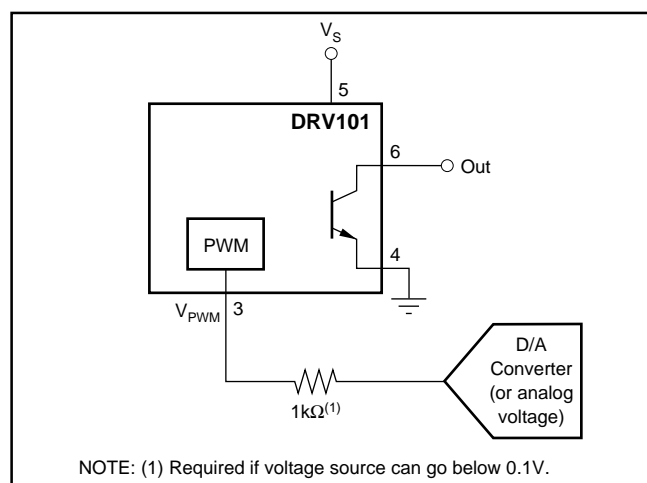 V_S
5
DRV101
6
Out
PWM
4
V_PWM
3
D/A
Converter
(or analog
voltage)
1kΩ(1)
NOTE: (1) Required if voltage source can go below 0.1V.